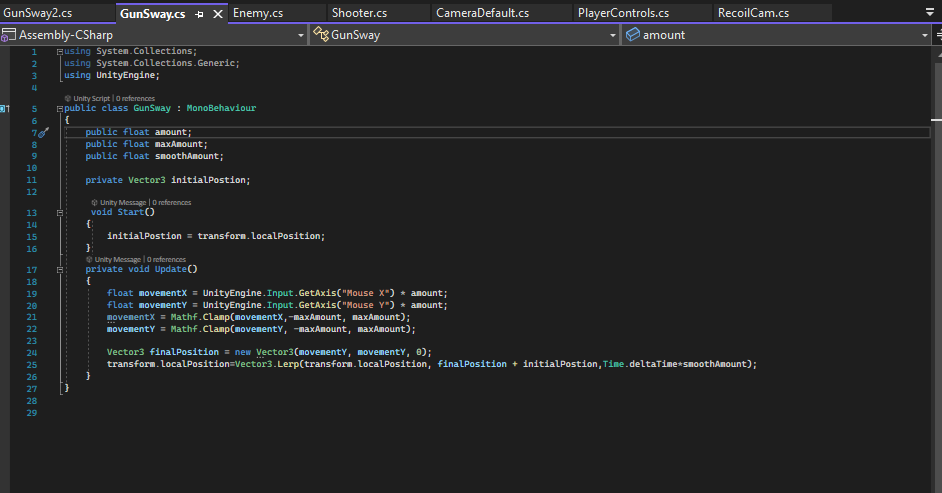 GunSway2.cs GunSway.cs Enemy.cs Shooter.cs CameraDefault.cs PlayerControls.cs RecoilCam.cs
Assembly-CSharp GunSway amount
1 using System.Collections;
2 using System.Collections.Generic;
3 using UnityEngine;
4
Unity Script | 0 references
5 public class GunSway : MonoBehaviour
6 {
7 public float amount;
8 public float maxAmount;
9 public float smoothAmount;
10
11 private Vector3 initialPostion;
12
Unity Message | 0 references
13 void Start()
14 {
15 initialPostion = transform.localPosition;
16 }
Unity Message | 0 references
17 private void Update()
18 {
19 float movementX = UnityEngine.Input.GetAxis("Mouse X") * amount;
20 float movementY = UnityEngine.Input.GetAxis("Mouse Y") * amount;
21 movementX = Mathf.Clamp(movementX,-maxAmount, maxAmount);
22 movementY = Mathf.Clamp(movementY, -maxAmount, maxAmount);
23
24 Vector3 finalPosition = new Vector3(movementY, movementY, 0);
25 transform.localPosition=Vector3.Lerp(transform.localPosition, finalPosition + initialPostion,Time.deltaTime*smoothAmount);
26 }
27 }
28
29